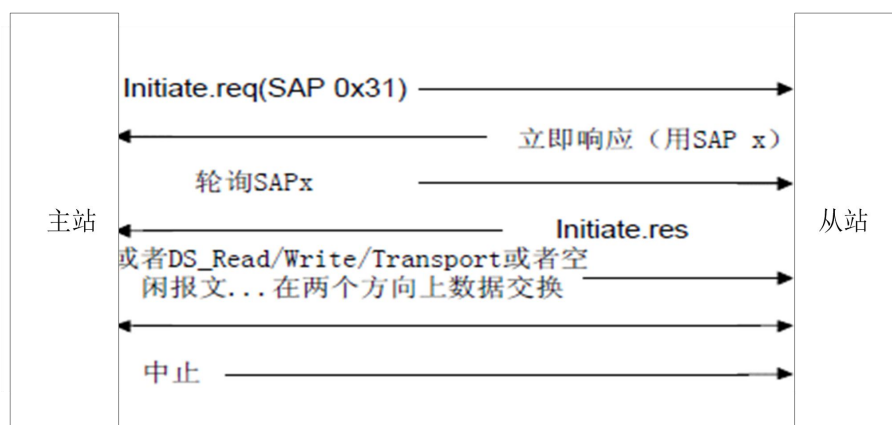 Initiate.req(SAP 0x31)
立即响应（用SAP x）
轮询SAPx
主站
从站
Initiate.res
或者DS_Read/Write/Transport或者空
闲报文...在两个方向上数据交换
中止